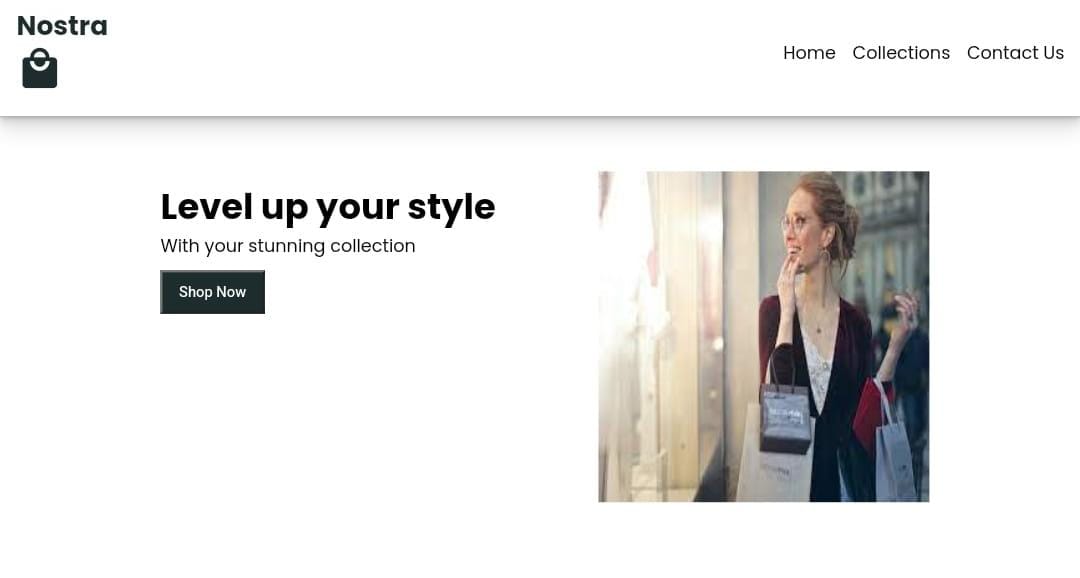 Nostra
Home Collections Contact Us
Level up your style
With your stunning collection
Shop Now